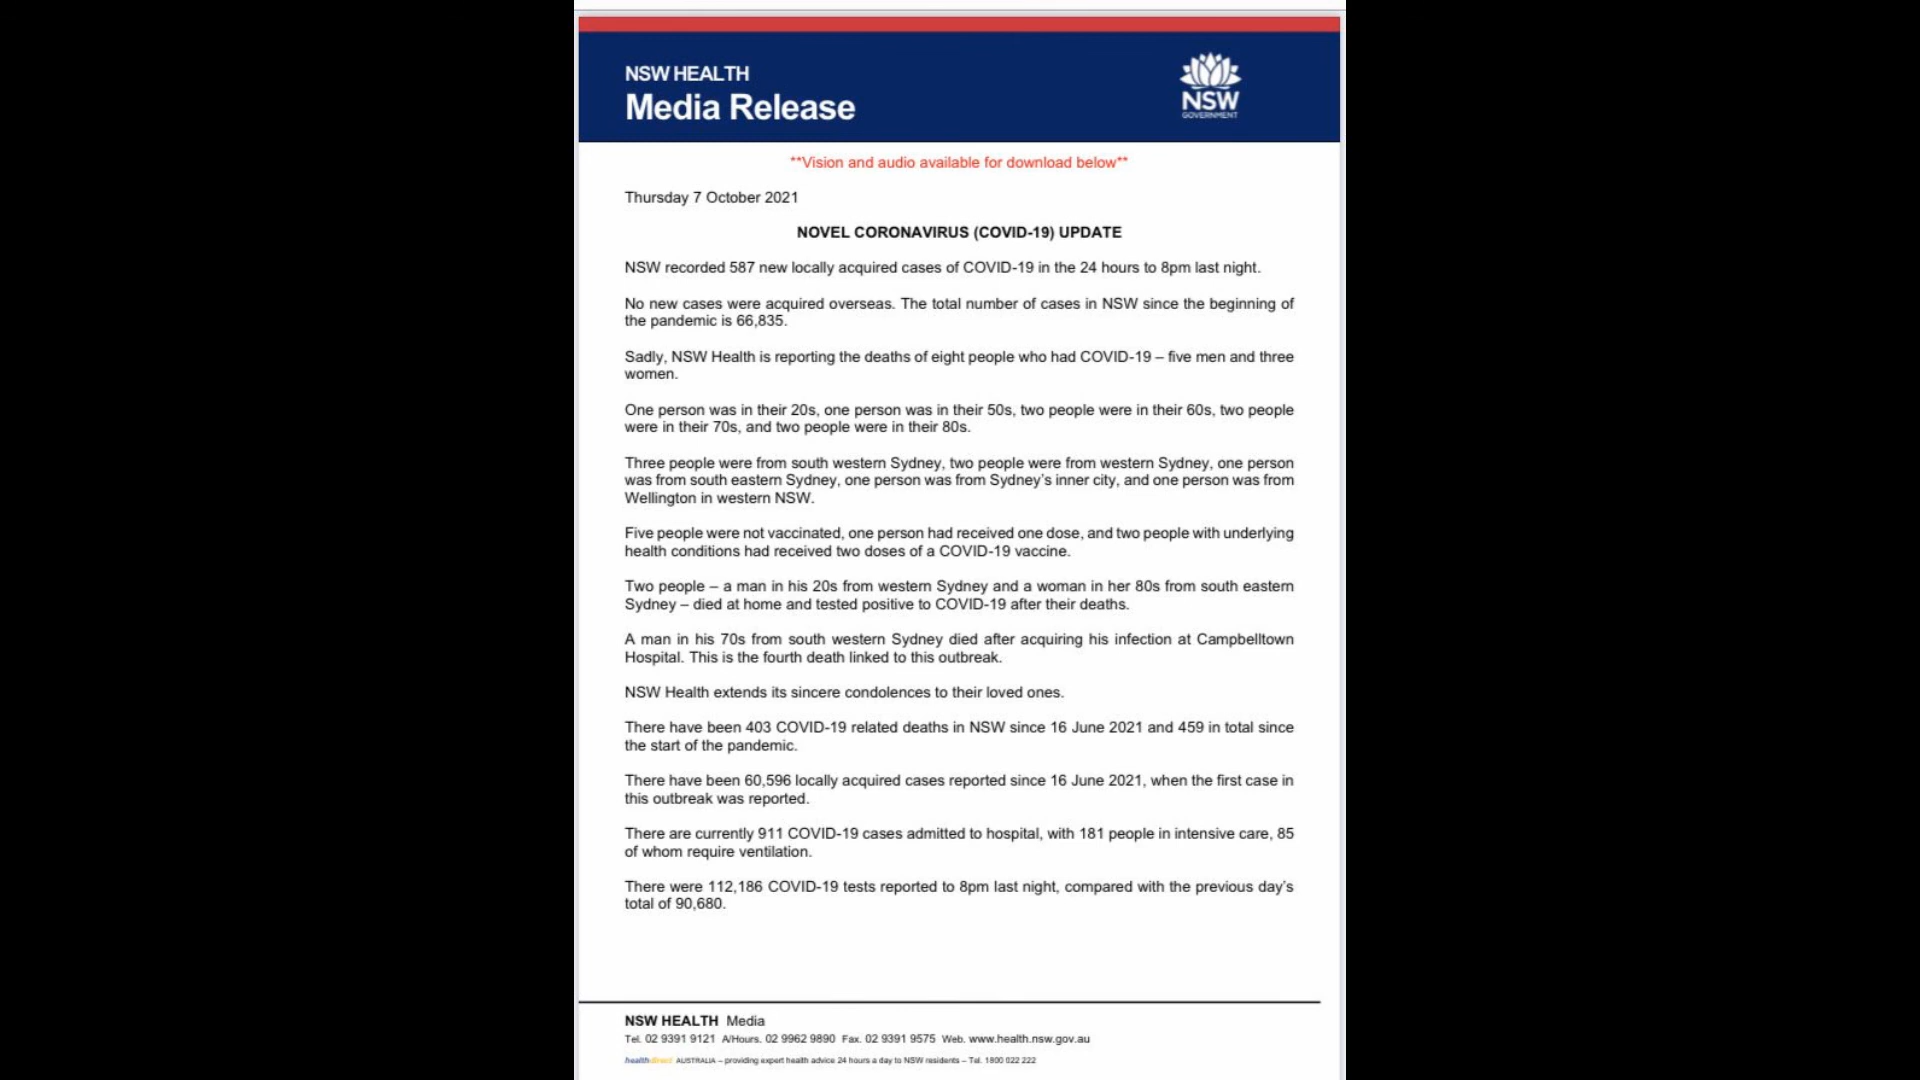 NSW HEALTH
Media Release
NSW
GOVERNMENT
**Vision and audio available for download below**
Thursday 7 October 2021
NOVEL CORONAVIRUS (COVID-19) UPDATE
NSW recorded 587 new locally acquired cases of COVID-19 in the 24 hours to 8pm last night.
No new cases were acquired overseas. The total number of cases in NSW since the beginning of
the pandemic is 66,835.
Sadly, NSW Health is reporting the deaths of eight people who had COVID-19 – five men and three
women.
One person was in their 20s, one person was in their 50s, two people were in their 60s, two people
were in their 70s, and two people were in their 80s.
Three people were from south western Sydney, two people were from western Sydney, one person
was from south eastern Sydney, one person was from Sydney's inner city, and one person was from
Wellington in western NSW.
Five people were not vaccinated, one person had received one dose, and two people with underlying
health conditions had received two doses of a COVID-19 vaccine.
Two people – a man in his 20s from western Sydney and a woman in her 80s from south eastern
Sydney – died at home and tested positive to COVID-19 after their deaths.
A man in his 70s from south western Sydney died after acquiring his infection at Campbelltown
Hospital. This is the fourth death linked to this outbreak.
NSW Health extends its sincere condolences to their loved ones.
There have been 403 COVID-19 related deaths in NSW since 16 June 2021 and 459 in total since
the start of the pandemic.
There have been 60,596 locally acquired cases reported since 16 June 2021, when the first case in
this outbreak was reported.
There are currently 911 COVID-19 cases admitted to hospital, with 181 people in intensive care, 85
of whom require ventilation.
There were 112,186 COVID-19 tests reported to 8pm last night, compared with the previous day's
total of 90,680.
NSW HEALTH Media
Tel. 02 9391 9121 A/Hours. 02 9962 9890 Fax. 02 9391 9575 Web. www.health.nsw.gov.au
healthdirect AUSTRALIA – providing expert health advice 24 hours a day to NSW residents – Tel. 1800 022 222